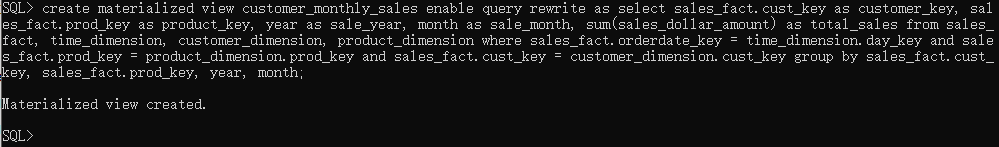 SQL> create materialized view customer_monthly_sales enable query rewrite as select sales_fact.cust_key as customer_key, sal
es_fact.prod_key as product_key, year as sale_year, month as sale_month, sum(sales_dollar_amount) as total_sales from sales_
fact, time_dimension, customer_dimension, product_dimension where sales_fact.orderdate_key = time_dimension.day_key and sale
s_fact.prod_key = product_dimension.prod_key and sales_fact.cust_key = customer_dimension.cust_key group by sales_fact.cust_
key, sales_fact.prod_key, year, month;
Materialized view created.
SQL>